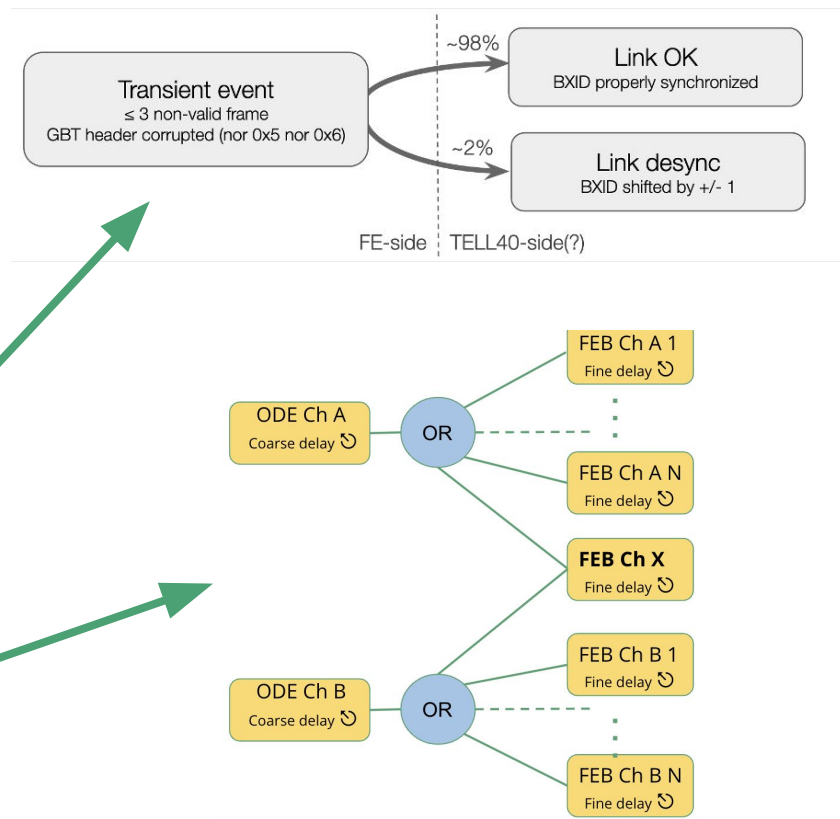 Transient event
≤ 3 non-valid frame
GBT header corrupted (nor 0x5 nor 0x6)
~98%
Link OK
BXID properly synchronized
~2%
Link desync
BXID shifted by +/- 1
FE-side
TELL40-side(?)
FEB Ch A 1
Fine delay
ODE Ch A
Coarse delay
OR
FEB Ch A N
Fine delay
FEB Ch X
Fine delay
FEB Ch B 1
Fine delay
ODE Ch B
Coarse delay
OR
FEB Ch B N
Fine delay